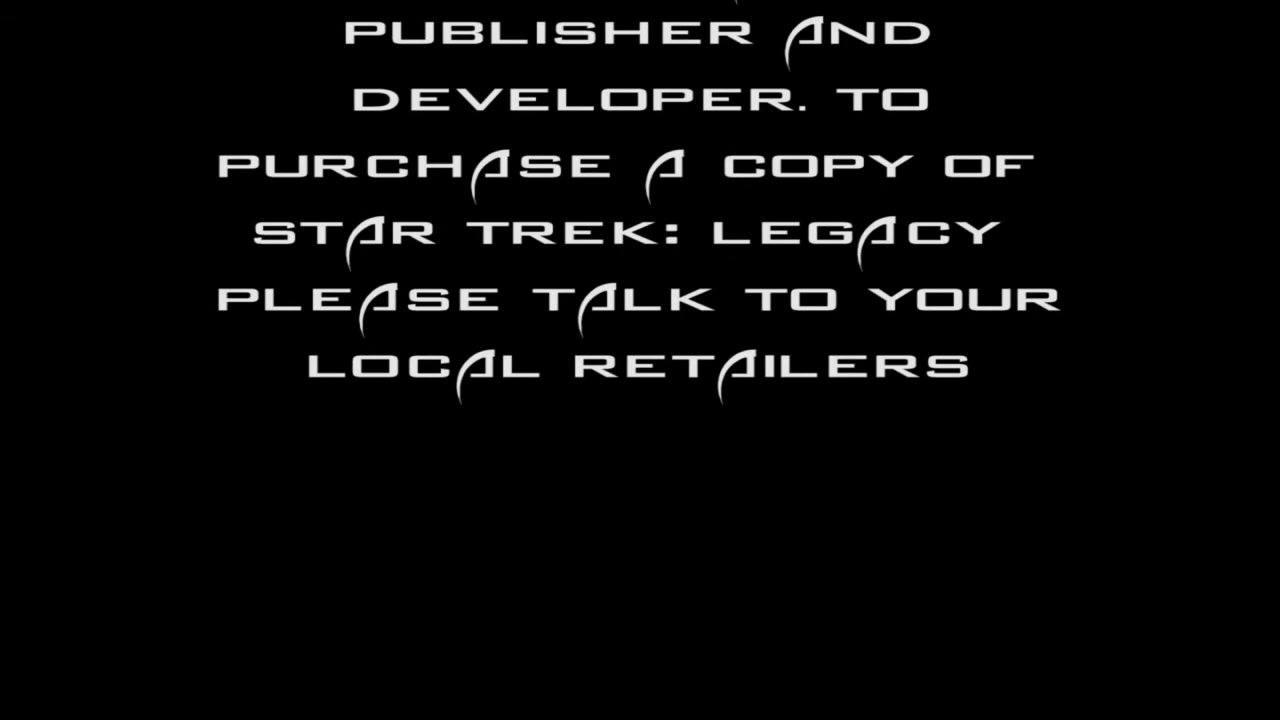 PUBLISHER AND
DEVELOPER. TO
PURCHASE A COPY OF
STAR TREK: LEGACY
PLEASE TALK TO YOUR
LOCAL RETAILERS